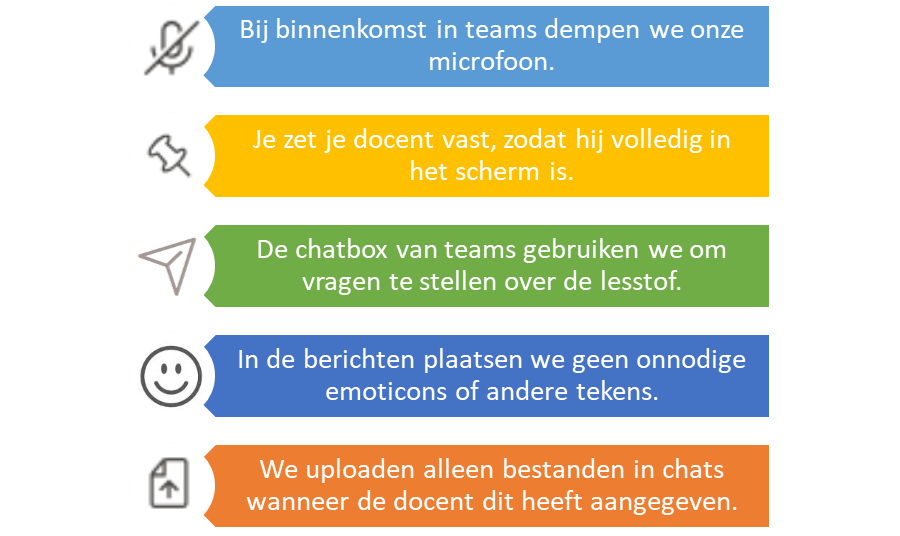 Bij binnenkomst in teams dempen we onze
microfoon.
Je zet je docent vast, zodat hij volledig in
het scherm is.
De chatbox van teams gebruiken we om
vragen te stellen over de lesstof.
In de berichten plaatsen we geen onnodige
emoticons of andere tekens.
We uploaden alleen bestanden in chats
wanneer de docent dit heeft aangegeven.